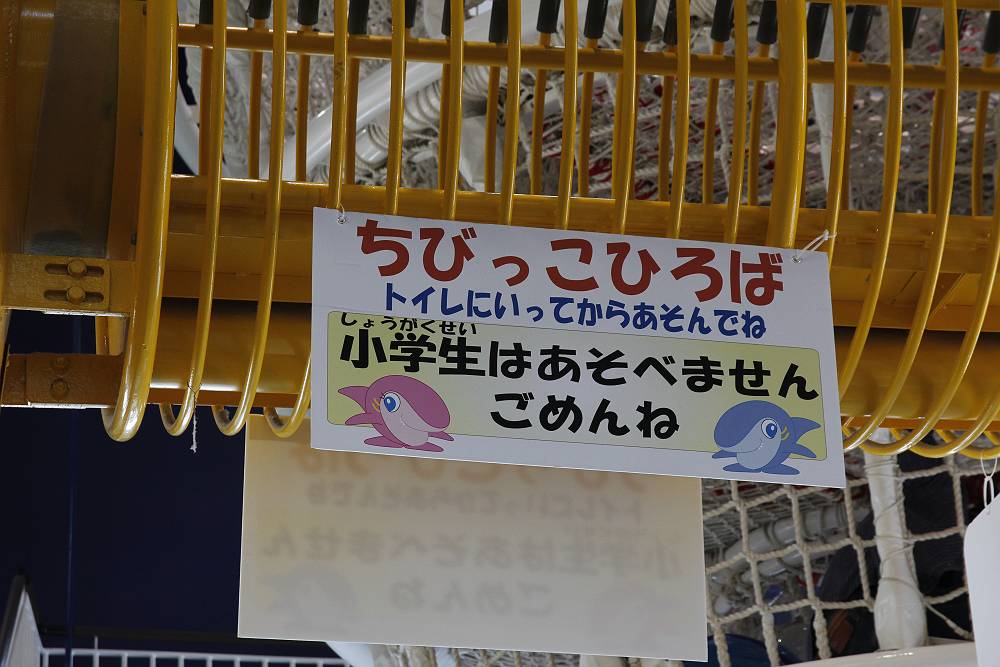 ちびっこひろば
トイレにいってからあそんでね
しょうがくせい
小学生はあそべません
ごめんね